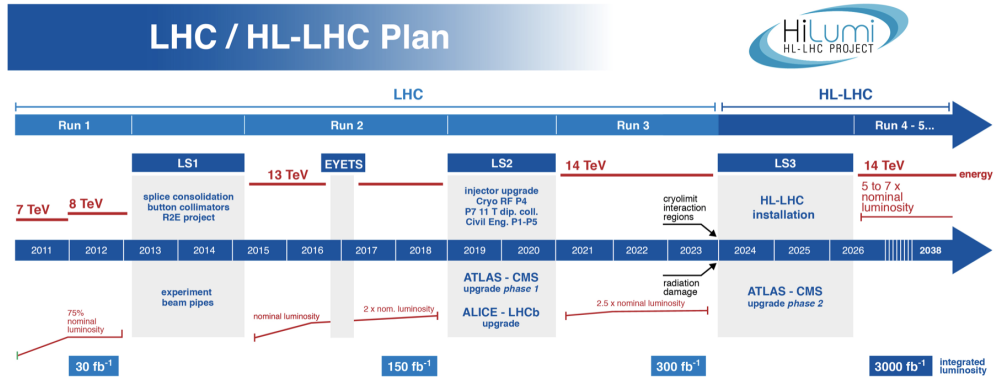 LHC / HL-LHC Plan
HiLumi
HL-LHC PROJECT
LHC
HL-LHC
Run 1
Run 2
Run 3
Run 4 - 5...
LS1
EYETS
LS2
14 TeV
LS3
14 TeV
energy
13 TeV
splice consolidation
button collimators
R2E project
injector upgrade
Cryo RF P4
P7 11 T dip. coll.
Civil Eng. P1-P5
cryolimit
interaction
regions
HL-LHC
installation
5 to 7 x
nominal
luminosity
7 TeV
8 TeV
2011 2012 2013 2014 2015 2016 2017 2018 2019 2020 2021 2022 2023 2024 2025 2026 2038
experiment
beam pipes
ATLAS - CMS
upgrade phase 1
ALICE - LHCb
upgrade
radiation
damage
ATLAS - CMS
upgrade phase 2
75%
nominal
luminosity
nominal luminosity
2 x nom. luminosity
2.5 x nominal luminosity
30 fb⁻¹
150 fb⁻¹
300 fb⁻¹
3000 fb⁻¹
integrated
luminosity